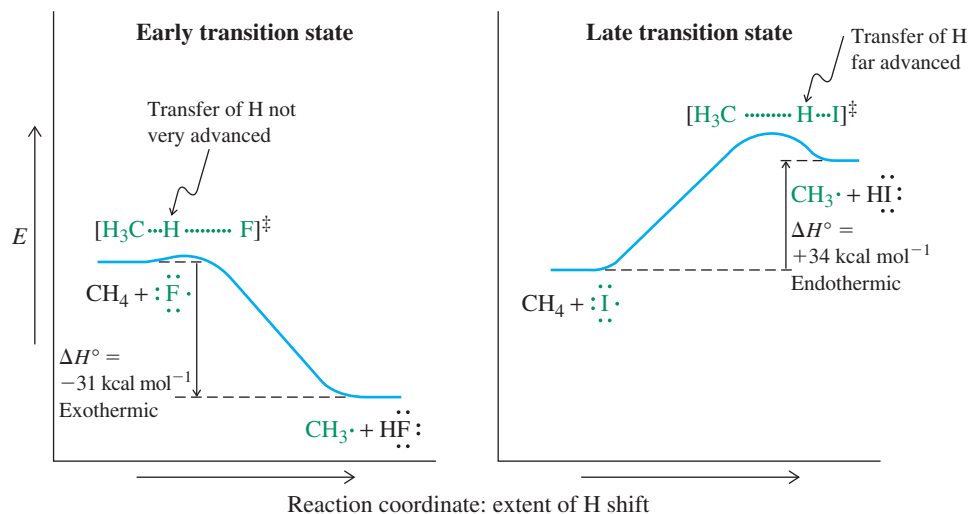 Early transition state
Transfer of H not
very advanced
E
[H₃C···H········· F]‡
CH₄ + :F̈·
ΔH° =
−31 kcal mol⁻¹
Exothermic
CH₃· + HF̈:
Late transition state
Transfer of H
far advanced
[H₃C ········· H···I]‡
CH₃· + HÏ:
ΔH° =
+34 kcal mol⁻¹
Endothermic
CH₄ + :Ï·
Reaction coordinate: extent of H shift